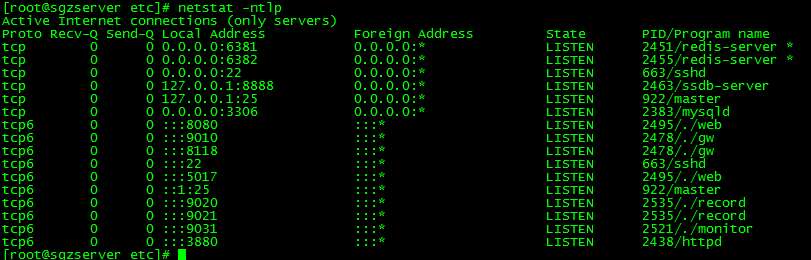 [root@sgzserver etc]# netstat -ntlp
Active Internet connections (only servers)
Proto Recv-Q Send-Q Local Address           Foreign Address         State       PID/Program name
tcp        0      0 0.0.0.0:6381            0.0.0.0:*               LISTEN      2451/redis-server *
tcp        0      0 0.0.0.0:6382            0.0.0.0:*               LISTEN      2455/redis-server *
tcp        0      0 0.0.0.0:22              0.0.0.0:*               LISTEN      663/sshd
tcp        0      0 127.0.0.1:8888          0.0.0.0:*               LISTEN      2463/ssdb-server
tcp        0      0 127.0.0.1:25            0.0.0.0:*               LISTEN      922/master
tcp        0      0 0.0.0.0:3306            0.0.0.0:*               LISTEN      2383/mysqld
tcp6       0      0 :::8080                 :::*                    LISTEN      2495/./web
tcp6       0      0 :::9010                 :::*                    LISTEN      2478/./gw
tcp6       0      0 :::8118                 :::*                    LISTEN      2478/./gw
tcp6       0      0 :::22                   :::*                    LISTEN      663/sshd
tcp6       0      0 :::5017                 :::*                    LISTEN      2495/./web
tcp6       0      0 ::1:25                  :::*                    LISTEN      922/master
tcp6       0      0 :::9020                 :::*                    LISTEN      2535/./record
tcp6       0      0 :::9021                 :::*                    LISTEN      2535/./record
tcp6       0      0 :::9031                 :::*                    LISTEN      2521/./monitor
tcp6       0      0 :::3880                 :::*                    LISTEN      2438/httpd
[root@sgzserver etc]#